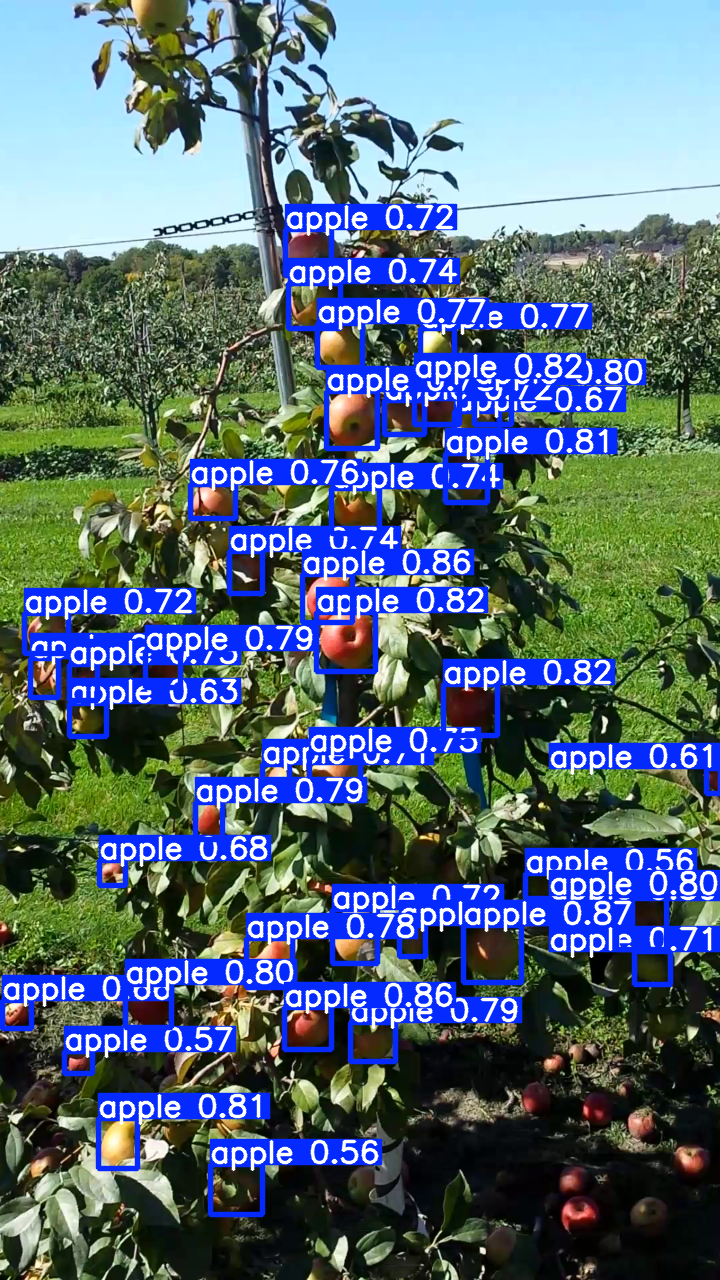 apple 0.72
apple 0.74
apple 0.77
0.77
apple 0.82
0.80
apple
0.72
0.67
apple 0.81
apple 0.76
apple 0.74
apple 0.74
apple 0.86
apple 0.82
apple 0.72
apple 0.79
apple 0.63
apple 0.82
apple 0.75
apple 0.61
apple 0.79
apple 0.68
apple 0.56
apple 0.80
apple 0.72
apple 0.87
apple 0.78
apple 0.71
apple 0.80
apple
apple 0.86
apple 0.79
apple 0.57
apple 0.81
apple 0.56